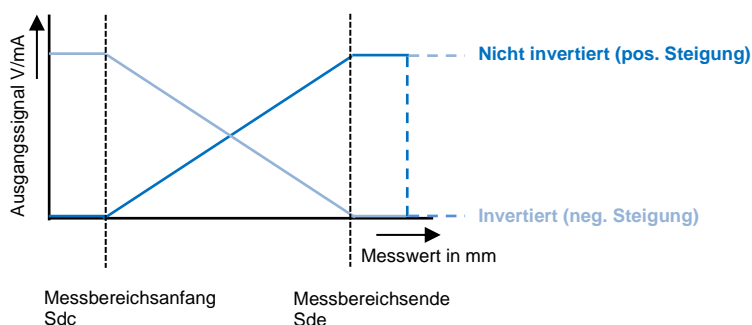 Ausgangssignal V/mA
Nicht invertiert (pos. Steigung)
Invertiert (neg. Steigung)
Messwert in mm
Messbereichsanfang
Sdc
Messbereichsende
Sde